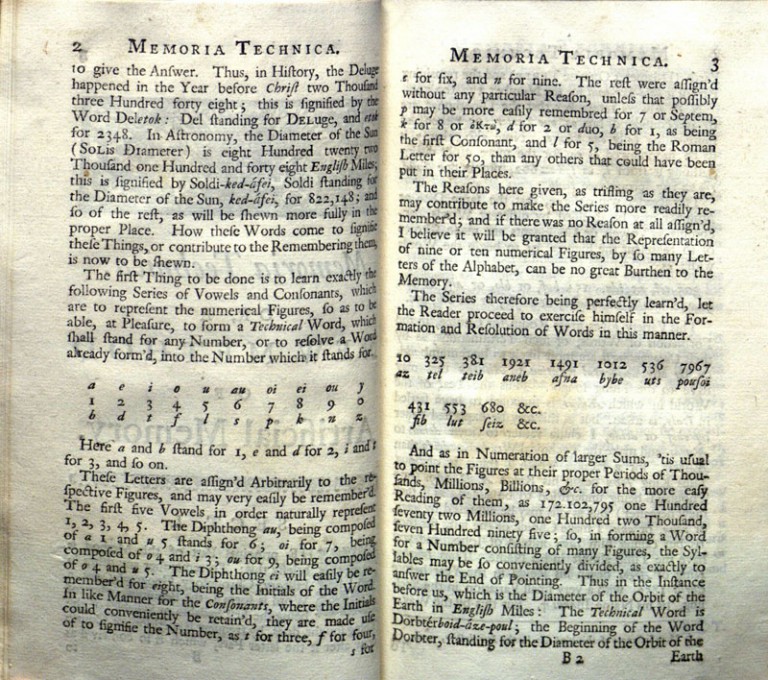 2 MEMORIA TECHNICA.
to give the Anſwer. Thus, in Hiſtory, the Deluge
happened in the Year before Chriſt two Thouſand
three Hundred forty eight; this is ſignified by the
Word Deletok: Del ſtanding for DELUGE, and etok
for 2348. In Aſtronomy, the Diameter of the Sun
(SOLIS DIAMETER) is eight Hundred twenty two
Thouſand one Hundred and forty eight Engliſh Miles;
this is ſignified by Soldi-ked-áfei, Soldi ſtanding for
the Diameter of the Sun, ked-áfei, for 822,148; and
ſo of the reſt, as will be ſhewn more fully in the
proper Place. How theſe Words come to ſignifie
theſe Things, or contribute to the Remembering them,
is now to be ſhewn.
The firſt Thing to be done is to learn exactly the
following Series of Vowels and Conſonants, which
are to repreſent the numerical Figures, ſo as to be
able, at Pleaſure, to form a Technical Word, which
ſhall ſtand for any Number, or to reſolve a Word
already form'd, into the Number which it ſtands for.
a e i o u au oi ei ou y
1 2 3 4 5 6 7 8 9 0
b d t f l s p k n z
Here a and b ſtand for 1, e and d for 2, i and t
for 3, and ſo on.
Theſe Letters are aſſign'd Arbitrarily to the re-
ſpective Figures, and may very eaſily be remember'd.
The firſt five Vowels in order naturally repreſent
1, 2, 3, 4, 5. The Diphthong au, being compoſed
of a 1 and u 5 ſtands for 6; oi for 7, being
compoſed of o 4 and i 3; ou for 9, being compoſed
of o 4 and u 5. The Diphthong ei will eaſily be re-
member'd for eight, being the Initials of the Word.
In like Manner for the Conſonants, where the Initials
could conveniently be retain'd, they are made uſe
of to ſignifie the Number, as t for three, f for four,
s for
MEMORIA TECHNICA. 3
s for ſix, and n for nine. The reſt were aſſign'd
without any particular Reaſon, unleſs that poſſibly
p may be more eaſily remembred for 7 or Septem,
k for 8 or ὀκτω, d for 2 or duo, b for 1, as being
the firſt Conſonant, and l for 5, being the Roman
Letter for 50, than any others that could have been
put in their Places.
The Reaſons here given, as trifling as they are,
may contribute to make the Series more readily re-
member'd; and if there was no Reaſon at all aſſign'd,
I believe it will be granted that the Repreſentation
of nine or ten numerical Figures, by ſo many Let-
ters of the Alphabet, can be no great Burthen to the
Memory.
The Series therefore being perfectly learn'd, let
the Reader proceed to exerciſe himſelf in the For-
mation and Reſolution of Words in this manner.
10 325 381 1921 1491 1012 536 7967
az tel teib aneb aſna bybe uts pouſoi
431 553 680 &c.
fib lut ſeiz &c.
And as in Numeration of larger Sums, 'tis uſual
to point the Figures at their proper Periods of Thou-
ſands, Millions, Billions, &c. for the more eaſy
Reading of them, as 172.102,795 one Hundred
ſeventy two Millions, one Hundred two Thouſand,
ſeven Hundred ninety five; ſo, in forming a Word
for a Number conſiſting of many Figures, the Syl-
lables may be ſo conveniently divided, as exactly to
anſwer the End of Pointing. Thus in the Inſtance
before us, which is the Diameter of the Orbit of the
Earth in Engliſh Miles: The Technical Word is
Dorbterboid-áze-poul; the Beginning of the Word
Dorbter, ſtanding for the Diameter of the Orbit of the
B 2 Earth